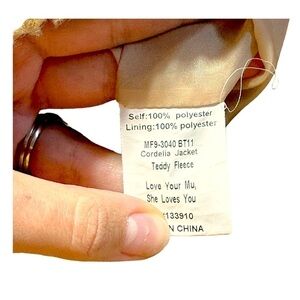 Self:100% polyester
Lining:100% polyester
MF9-3040 BT11
Cordelia Jacket
Teddy Fleece
Love Your Mu,
She Loves You
133910
N CHINA